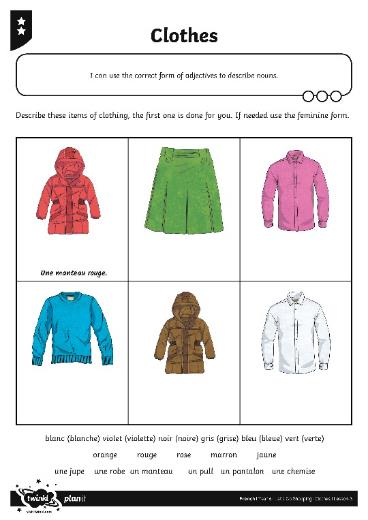 Clothes
I can use the correct form of adjectives to describe nouns.
Describe these items of clothing, the first one is done for you. If needed use the feminine form.
Une manteau rouge.
blanc (blanche) violet (violette) noir (noire) gris (grise) bleu (bleue) vert (verte)
orange rouge rose marron jaune
une jupe une robe un manteau un pull un pantalon une chemise
twinkl planit